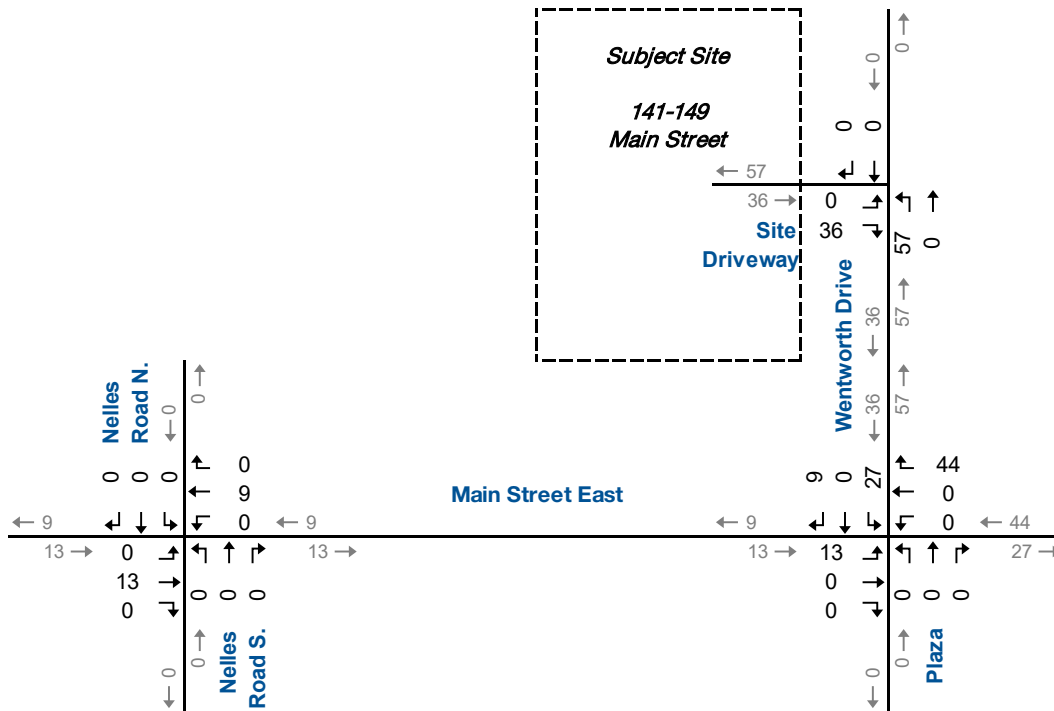 Subject Site
141-149
Main Street
← 0
0 →
0 0
← 57
36 →
0
36
Site
Driveway
57
0
Wentworth Drive
← 36
57 →
← 36
57 →
Nelles
Road N.
← 0
0 →
0 0 0
0
9
0
← 9
← 9
13 →
0
13
0
13 →
0 0 0
Nelles
Road S.
← 0
0 →
Main Street East
9 0 27
44
0
0
← 9
← 44
13 →
13
0
0
27 →
0 0 0
Plaza
← 0
0 →